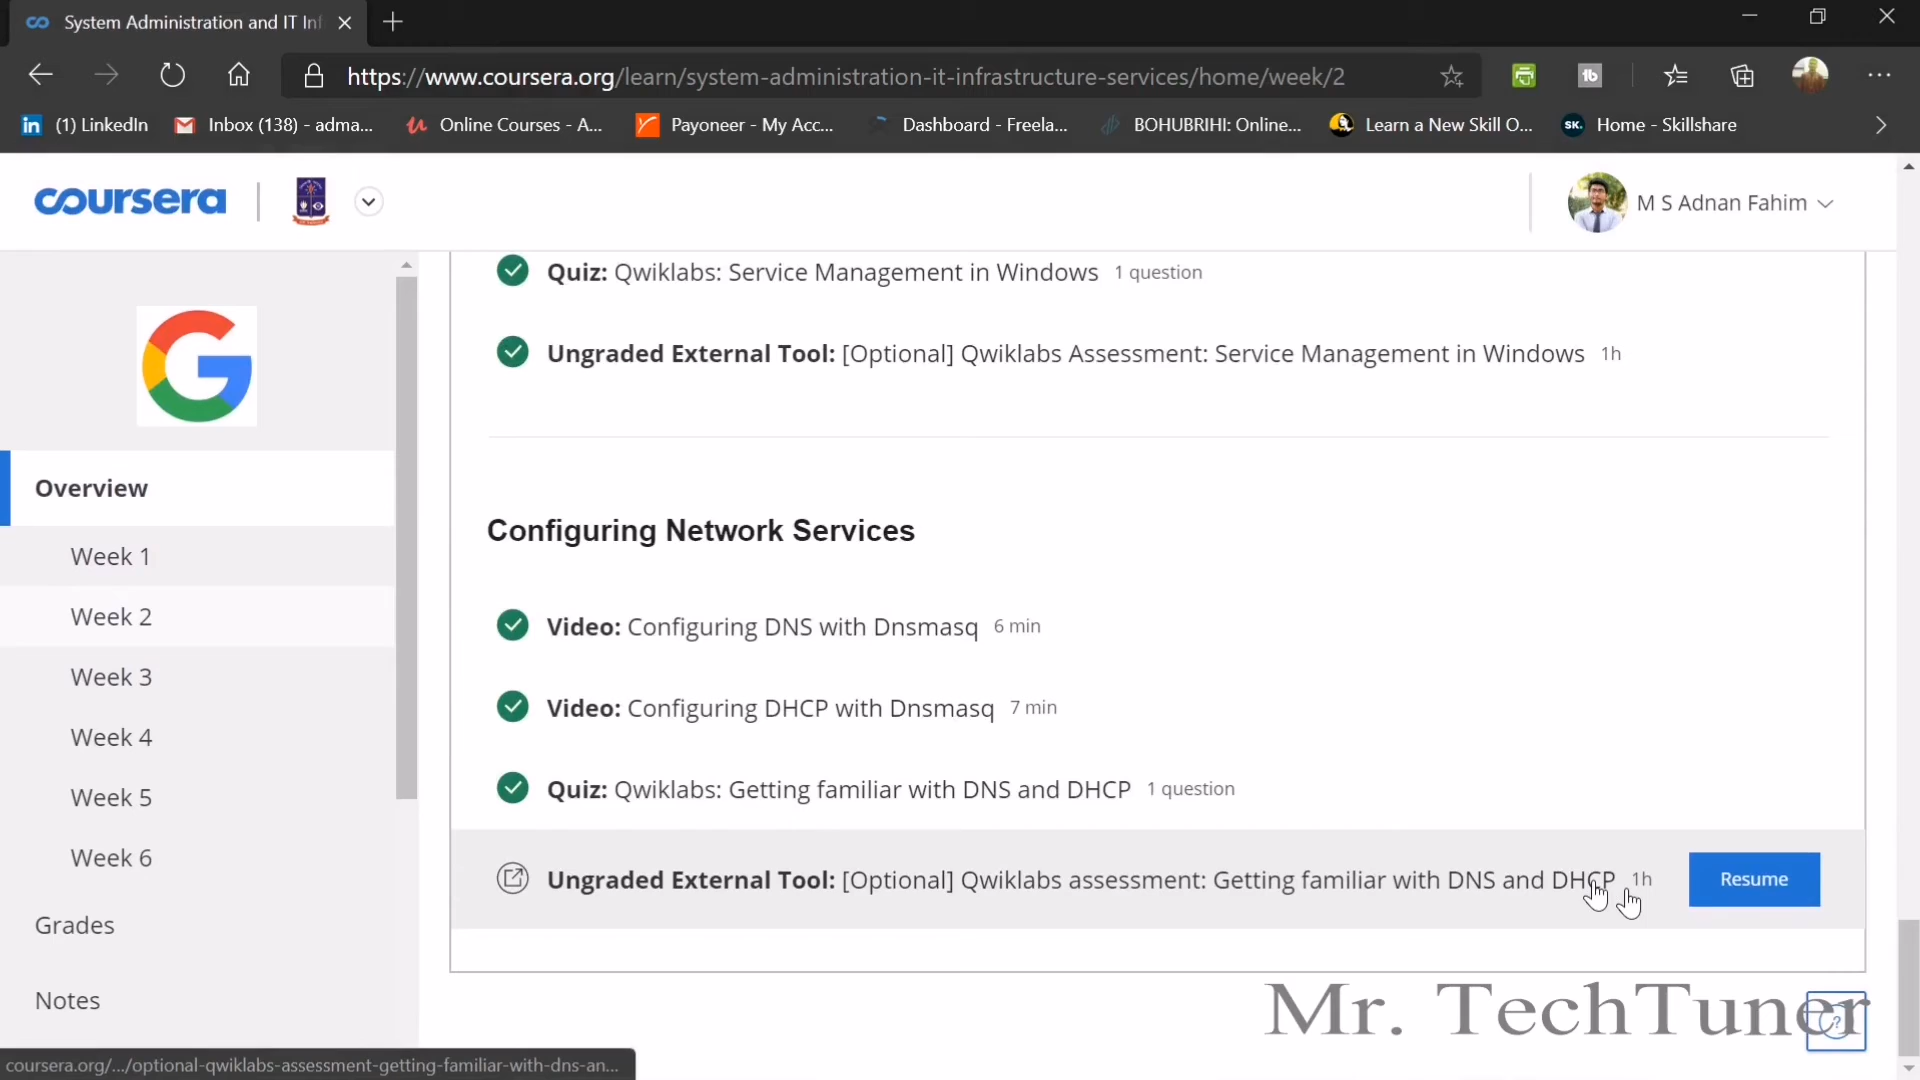 System Administration and IT Inf
https://www.coursera.org/learn/system-administration-it-infrastructure-services/home/week/2
(1) LinkedIn
Inbox (138) - adma...
Online Courses - A...
Payoneer - My Acc...
Dashboard - Freela...
BOHUBRIHI: Online...
Learn a New Skill O...
SK. Home - Skillshare
coursera
M S Adnan Fahim
Quiz: Qwiklabs: Service Management in Windows 1 question
Ungraded External Tool: [Optional] Qwiklabs Assessment: Service Management in Windows 1h
Overview
Week 1
Week 2
Week 3
Week 4
Week 5
Week 6
Grades
Notes
Configuring Network Services
Video: Configuring DNS with Dnsmasq 6 min
Video: Configuring DHCP with Dnsmasq 7 min
Quiz: Qwiklabs: Getting familiar with DNS and DHCP 1 question
Ungraded External Tool: [Optional] Qwiklabs assessment: Getting familiar with DNS and DHCP 1h
Resume
Mr. TechTuner
coursera.org/.../optional-qwiklabs-assessment-getting-familiar-with-dns-an...